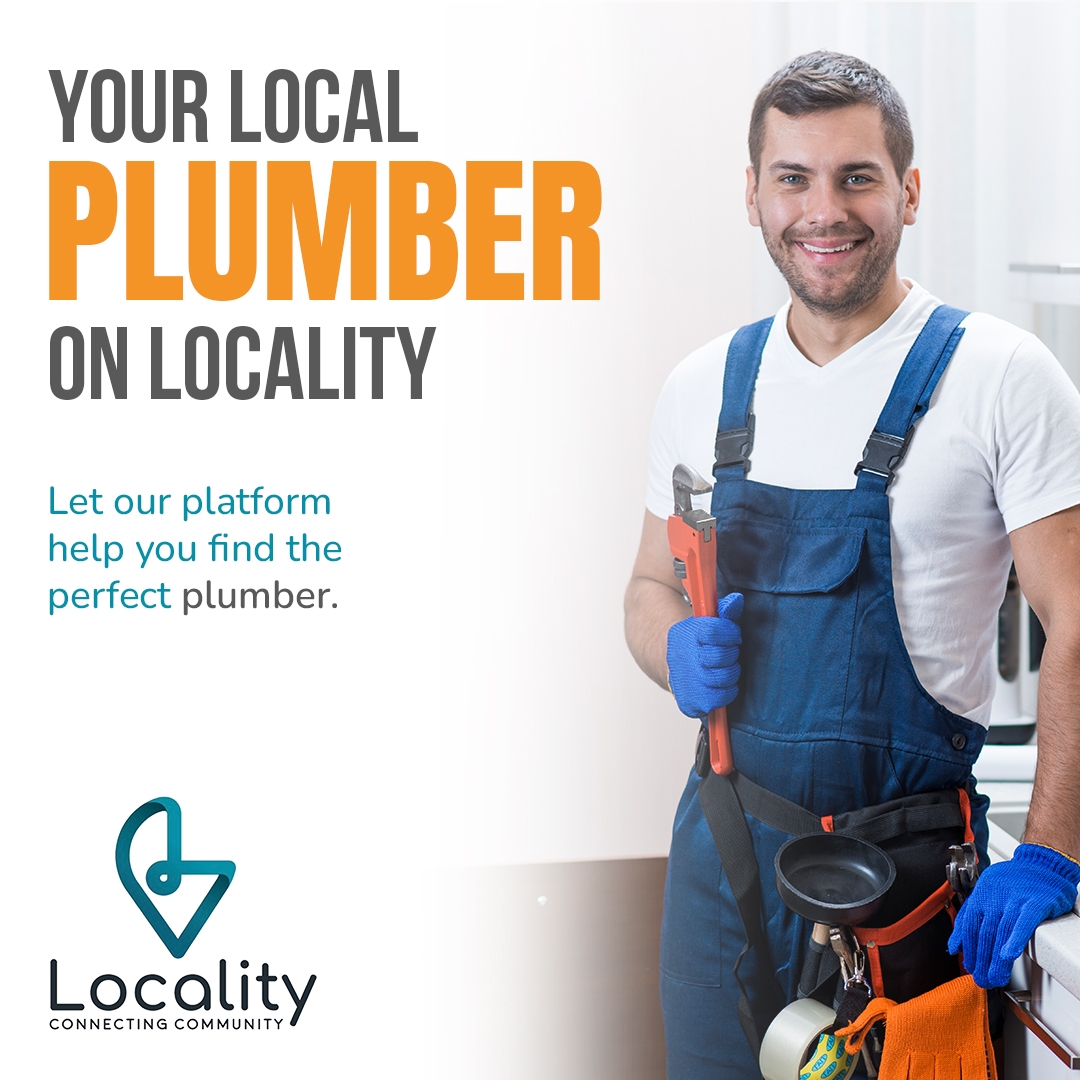 YOUR LOCAL
PLUMBER
ON LOCALITY
Let our platform
help you find the
perfect plumber.
Locality
CONNECTING COMMUNITY